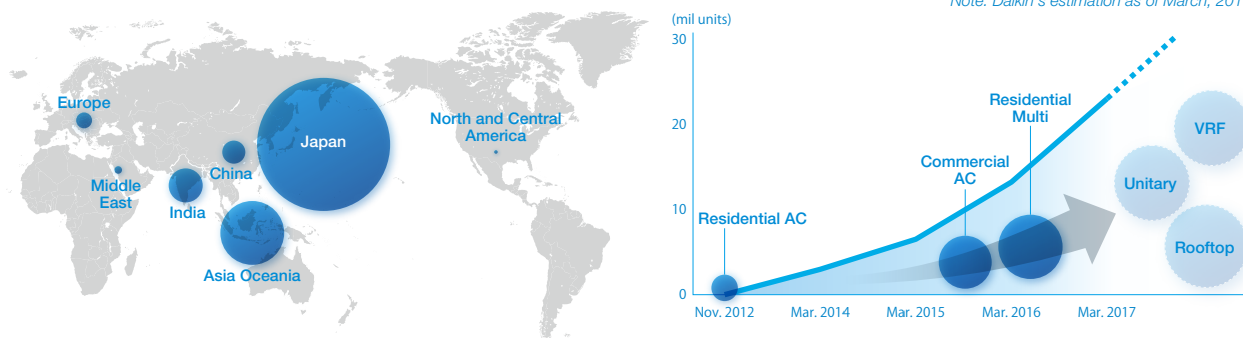 Note: Daikin's estimation as of March, 201
(mil units)
30
20
10
0
Europe
Middle
East
India
China
Japan
Asia Oceania
North and Central
America
Residential AC
Commercial
AC
Residential
Multi
VRF
Unitary
Rooftop
Nov. 2012
Mar. 2014
Mar. 2015
Mar. 2016
Mar. 2017